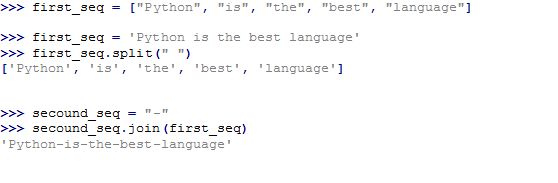 >>> first_seq = ["Python", "is", "the", "best", "language"]
>>> first_seq = 'Python is the best language'
>>> first_seq.split(" ")
['Python', 'is', 'the', 'best', 'language']
>>> secound_seq = "-"
>>> secound_seq.join(first_seq)
'Python-is-the-best-language'